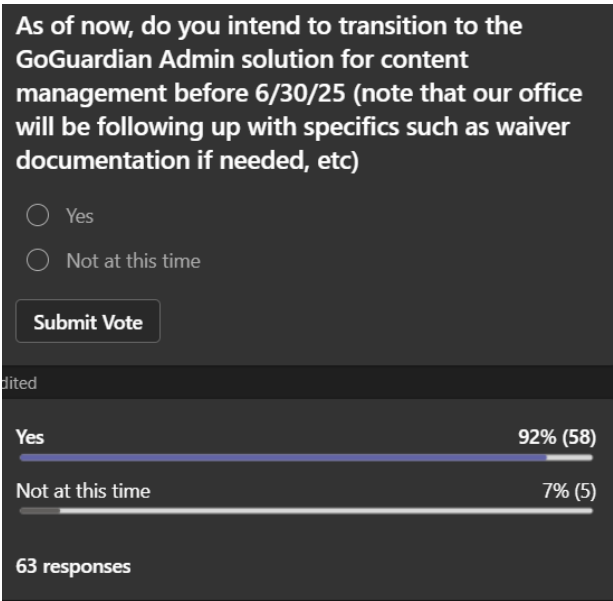 As of now, do you intend to transition to the
GoGuardian Admin solution for content
management before 6/30/25 (note that our office
will be following up with specifics such as waiver
documentation if needed, etc)
Yes
Not at this time
Submit Vote
dited
Yes 92% (58)
Not at this time 7% (5)
63 responses